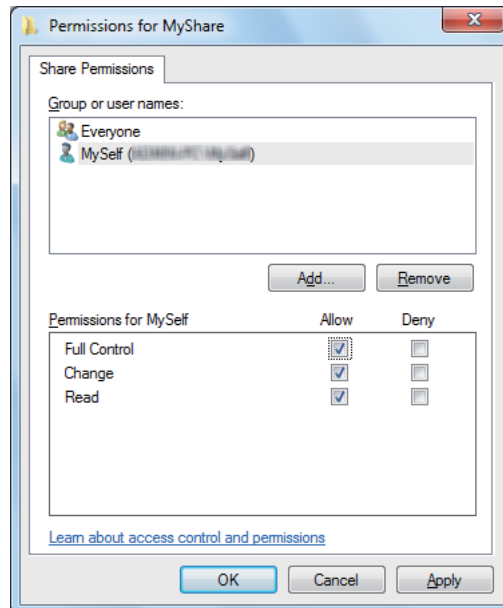 Permissions for MyShare
Share Permissions
Group or user names:
Everyone
MySelf ( )
Add... Remove
Permissions for MySelf Allow Deny
Full Control
Change
Read
Learn about access control and permissions
OK Cancel Apply